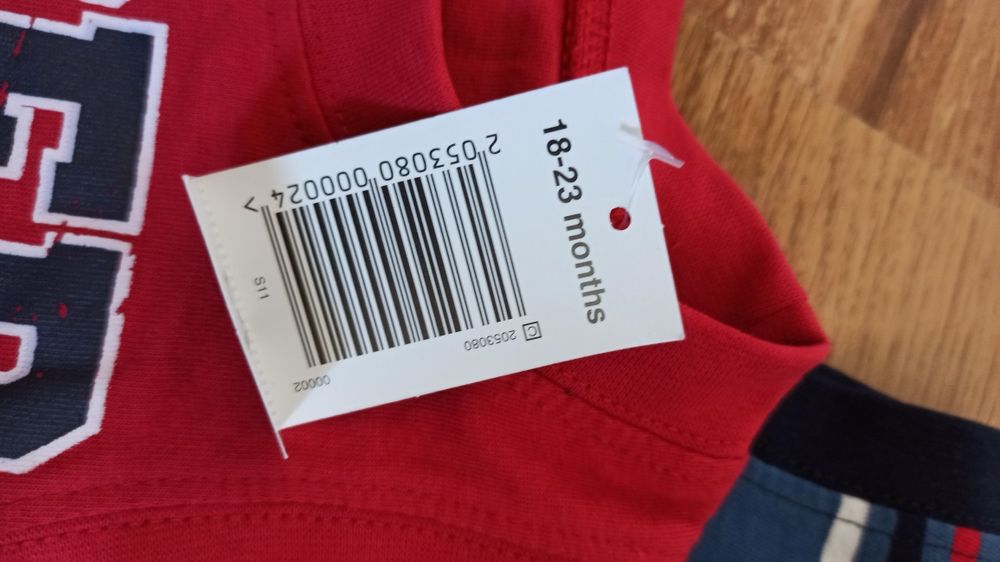 18-23 months
C 2053080
00002
S11
2 053080 000024 >